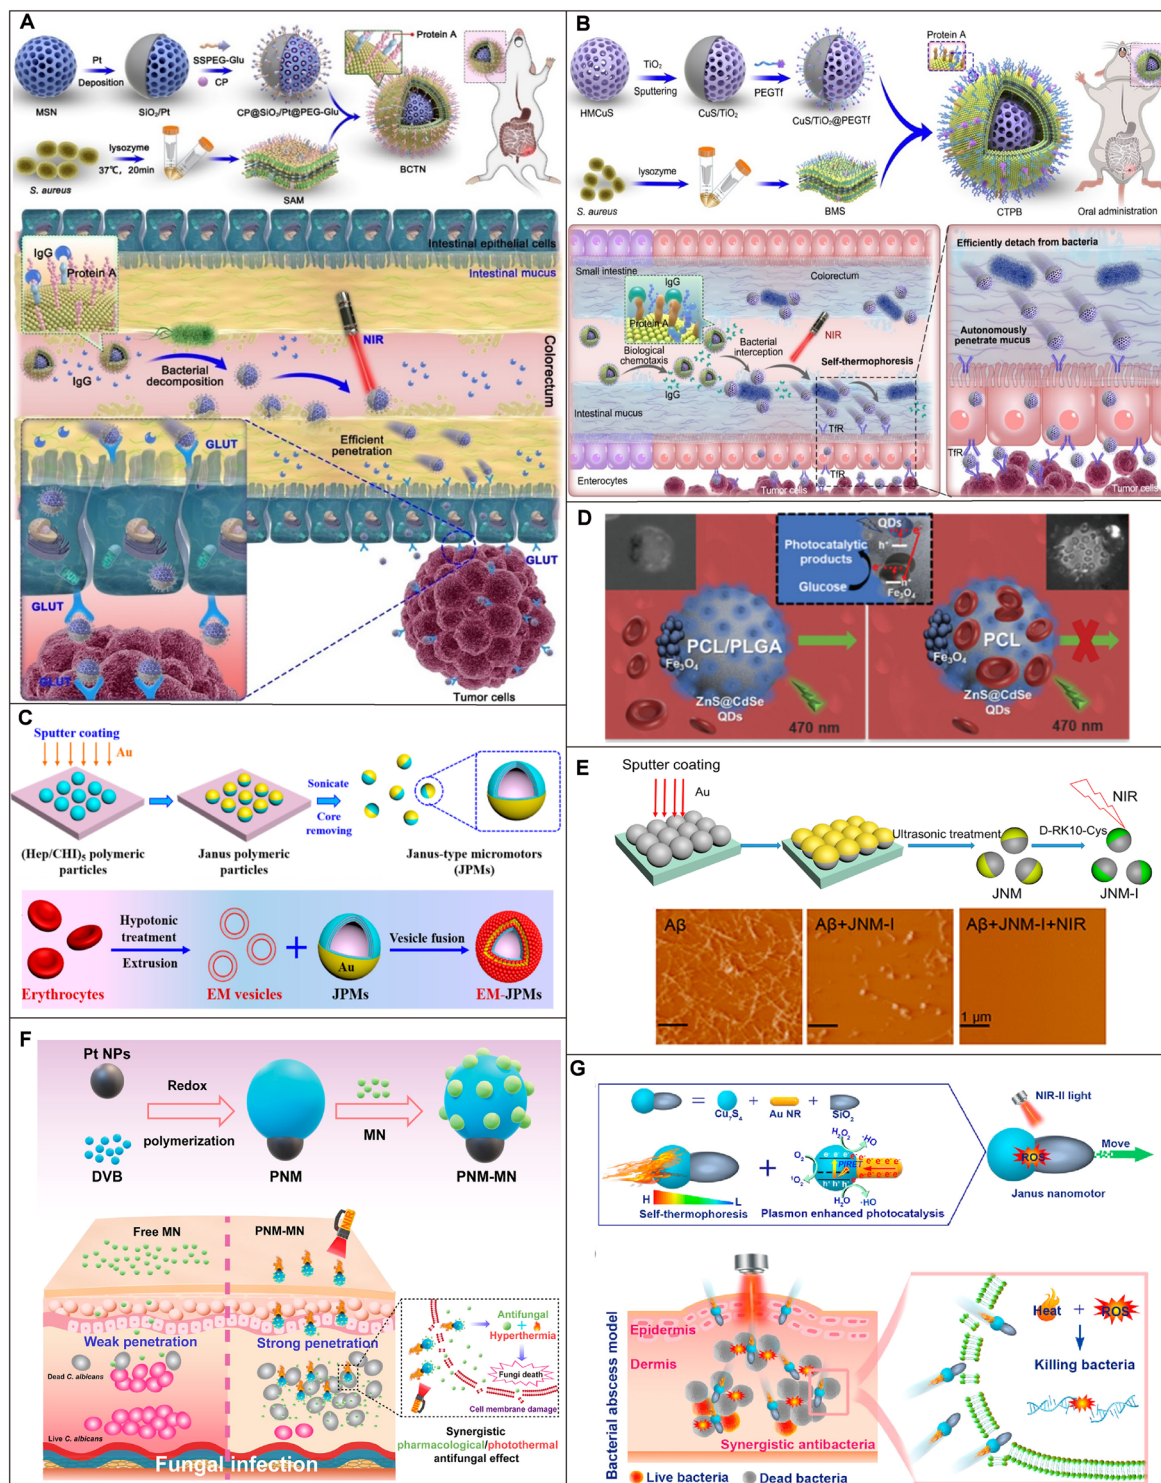 A
Protein A
Pt
Deposition
SSPEG-Glu
CP
MSN
SiO₂/Pt
CP@SiO₂/Pt@PEG-Glu
BCTN
lysozyme
37℃, 20min
S. aureus
SAM
Intestinal epithelial cells
Intestinal mucus
IgG
Protein A
NIR
IgG
Bacterial
decomposition
Colorectum
Efficient
penetration
GLUT
GLUT
GLUT
GLUT
Tumor cells
B
Protein A
TiO₂
Sputtering
PEGTf
HMCuS
CuS/TiO₂
CuS/TiO₂@PEGTf
lysozyme
S. aureus
BMS
CTPB
Oral administration
Small intestine
Colorectum
IgG
Protein A
NIR
Biological
chemotaxis
Bacterial
interception
Self-thermophoresis
IgG
Intestinal mucus
TfR
TfR
Enterocytes
Tumor cells
Efficiently detach from bacteria
Autonomously
penetrate mucus
TfR
Tumor cells
C
Sputter coating
Au
Sonicate
Core
removing
(Hep/CHI)₅ polymeric
particles
Janus polymeric
particles
Janus-type micromotors
(JPMs)
Hypotonic
treatment
Extrusion
Au
Vesicle fusion
Erythrocytes
EM vesicles
JPMs
EM-JPMs
D
QDs
h⁺
Photocatalytic
products
Glucose
h⁺
Fe₃O₄
PCL/PLGA
Fe₃O₄
ZnS@CdSe
QDs
470 nm
PCL
Fe₃O₄
ZnS@CdSe
QDs
470 nm
E
Sputter coating
Au
NIR
Ultrasonic treatment
D-RK10-Cys
JNM
JNM-I
Aβ
Aβ+JNM-I
Aβ+JNM-I+NIR
1 μm
F
Pt NPs
Redox
polymerization
MN
DVB
PNM
PNM-MN
Free MN
PNM-MN
Weak penetration
Strong penetration
Dead C. albicans
Live C. albicans
Fungal infection
Antifungal
+
Hyperthermia
Fungi death
Cell membrane damage
Synergistic
pharmacological/photothermal
antifungal effect
G
= + +
Cu₇S₄
Au NR
SiO₂
H₂O₂
·HO
O₂
e⁻ e⁻ e⁻
e⁻ e⁻ e⁻ e⁻
PIRET
¹O₂
h⁺ h⁺ h⁺
H₂O
·HO
H
L
Self-thermophoresis
Plasmon enhanced photocatalysis
NIR-II light
ROS
Move
Janus nanomotor
Bacterial abscess model
Epidermis
Dermis
Synergistic antibacteria
Live bacteria
Dead bacteria
Heat
+
ROS
Killing bacteria